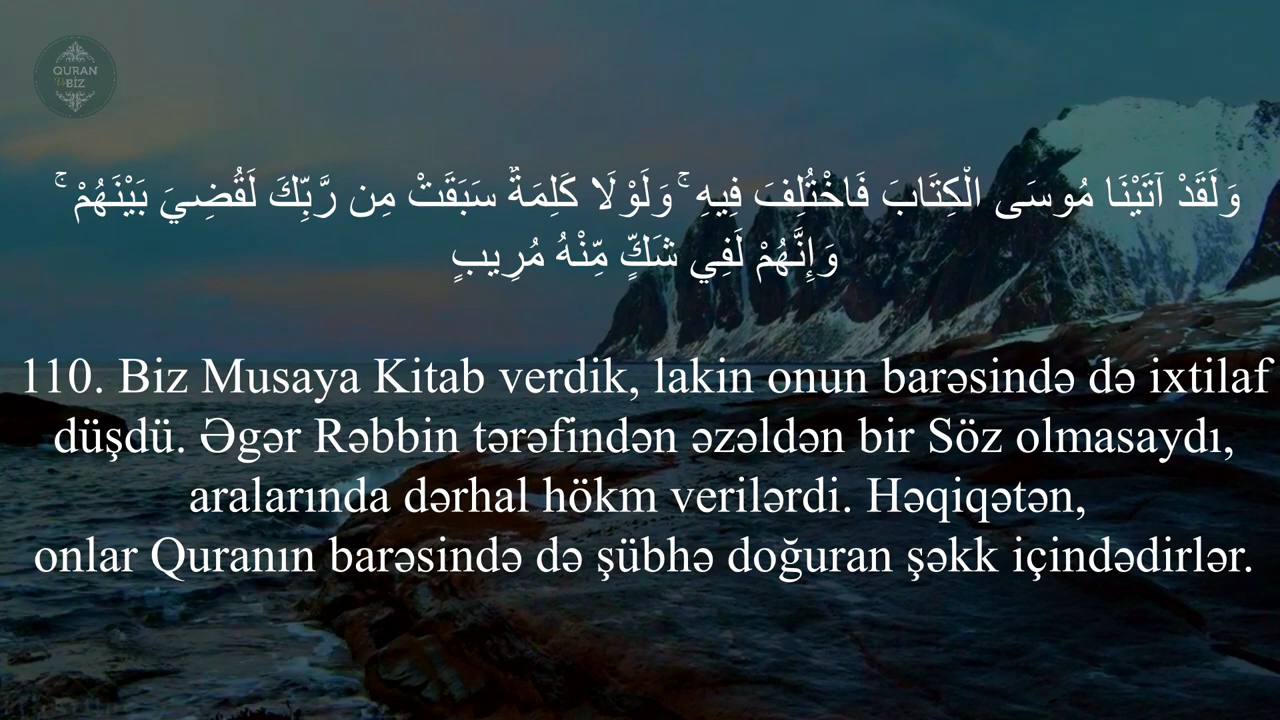 QURAN
BİZ
وَلَقَدْ آتَيْنَا مُوسَى الْكِتَابَ فَاخْتُلِفَ فِيهِ ۚ وَلَوْلَا كَلِمَةٌ سَبَقَتْ مِن رَّبِّكَ لَقُضِيَ بَيْنَهُمْ ۚ
وَإِنَّهُمْ لَفِي شَكٍّ مِّنْهُ مُرِيبٍ
110. Biz Musaya Kitab verdik, lakin onun barəsində də ixtilaf
düşdü. Əgər Rəbbin tərəfindən əzəldən bir Söz olmasaydı,
aralarında dərhal hökm verilərdi. Həqiqətən,
onlar Quranın barəsində də şübhə doğuran şəkk içindədirlər.